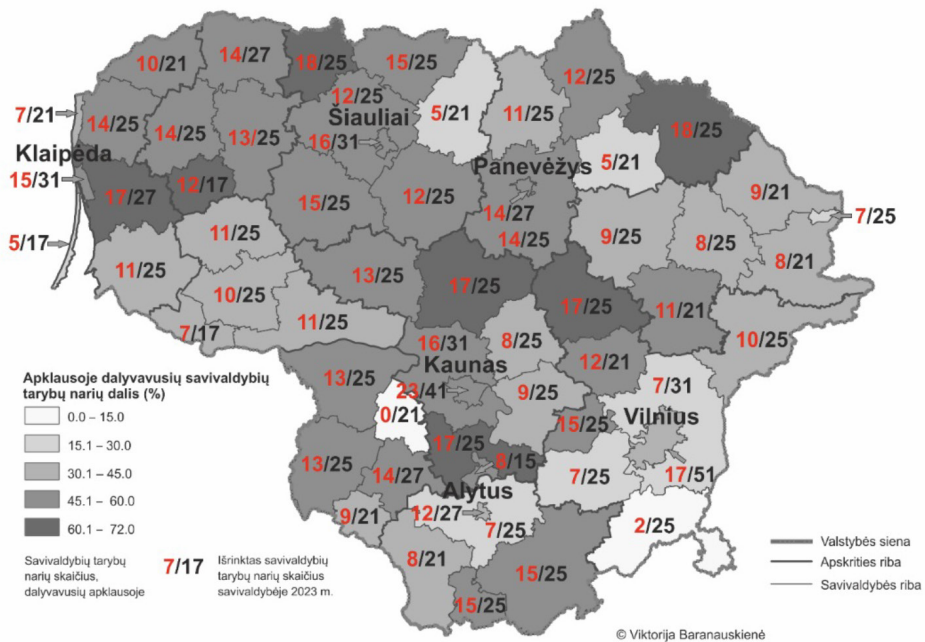 14/27
18/25
15/25
10/21
12/25
12/25
7/21
5/21
11/25
Šiauliai
14/25
14/25
13/25
16/31
18/25
Klaipėda
Panevėžys
5/21
15/31
17/27
12/17
9/21
15/25
12/25
14/27
7/25
5/17
11/25
14/25
9/25
8/25
8/21
11/25
13/25
17/25
17/25
11/21
10/25
11/25
7/17
16/31
8/25
10/25
Kaunas
12/21
13/25
7/31
Apklausoje dalyvavusių savivaldybių
tarybų narių dalis (%)
23/41
9/25
0/21
Vilnius
0.0 – 15.0
15/25
15.1 – 30.0
17/25
13/25
8/15
30.1 – 45.0
14/27
7/25
17/51
45.1 – 60.0
Alytus
60.1 – 72.0
9/21
12/27
7/25
2/25
Savivaldybių tarybų
narių skaičius,
dalyvavusių apklausoje
7/17
Išrinktas savivaldybių
tarybų narių skaičius
savivaldybėje 2023 m.
8/21
15/25
15/25
Valstybės siena
Apskrities riba
Savivaldybės riba
© Viktorija Baranauskienė